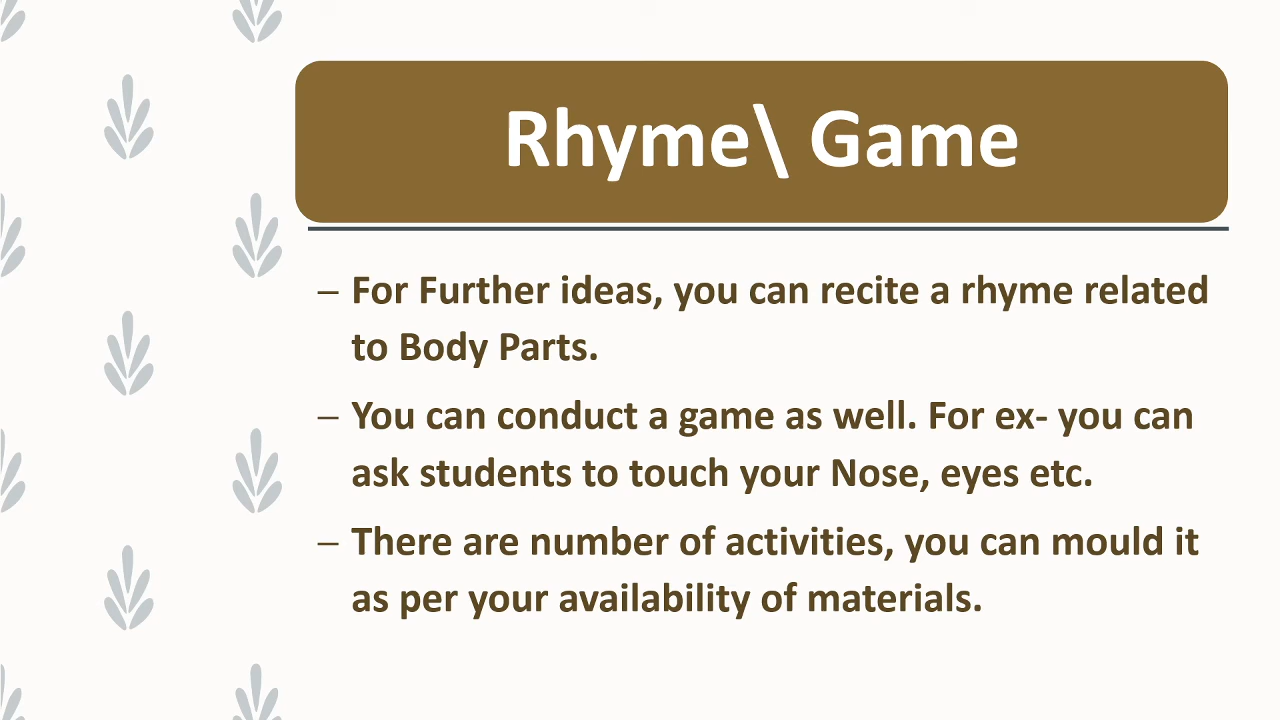 Rhyme\ Game
– For Further ideas, you can recite a rhyme related
to Body Parts.
– You can conduct a game as well. For ex- you can
ask students to touch your Nose, eyes etc.
– There are number of activities, you can mould it
as per your availability of materials.